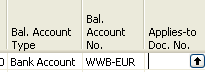 Bal. Account Type
Bal. Account No.
Applies-to Doc. No.
Bank Account
WWB-EUR